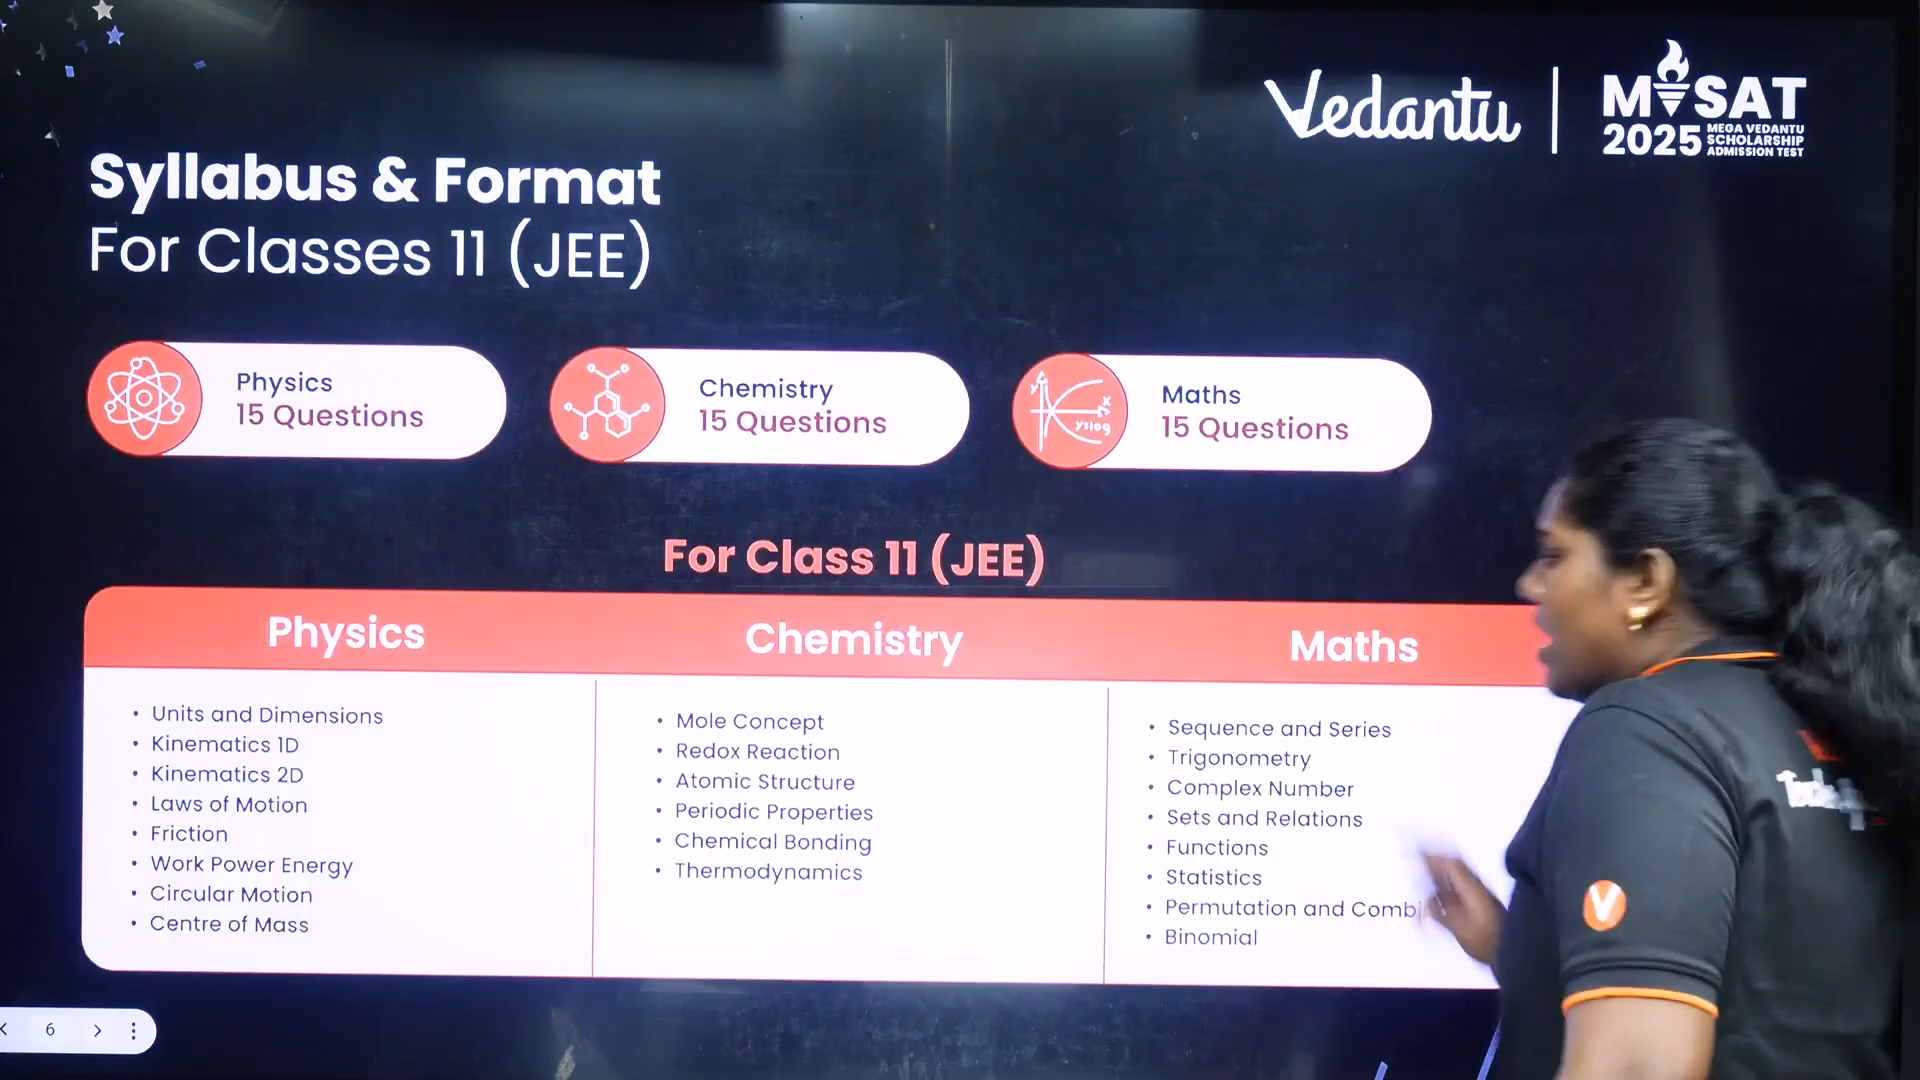 Vedantu
MVSAT
2025 MEGA VEDANTU
SCHOLARSHIP
ADMISSION TEST
Syllabus & Format
For Classes 11 (JEE)
Physics
15 Questions
Chemistry
15 Questions
Maths
15 Questions
For Class 11 (JEE)
Physics
Chemistry
Maths
• Units and Dimensions
• Kinematics 1D
• Kinematics 2D
• Laws of Motion
• Friction
• Work Power Energy
• Circular Motion
• Centre of Mass
• Mole Concept
• Redox Reaction
• Atomic Structure
• Periodic Properties
• Chemical Bonding
• Thermodynamics
• Sequence and Series
• Trigonometry
• Complex Number
• Sets and Relations
• Functions
• Statistics
• Permutation and Combi
• Binomial
6
V